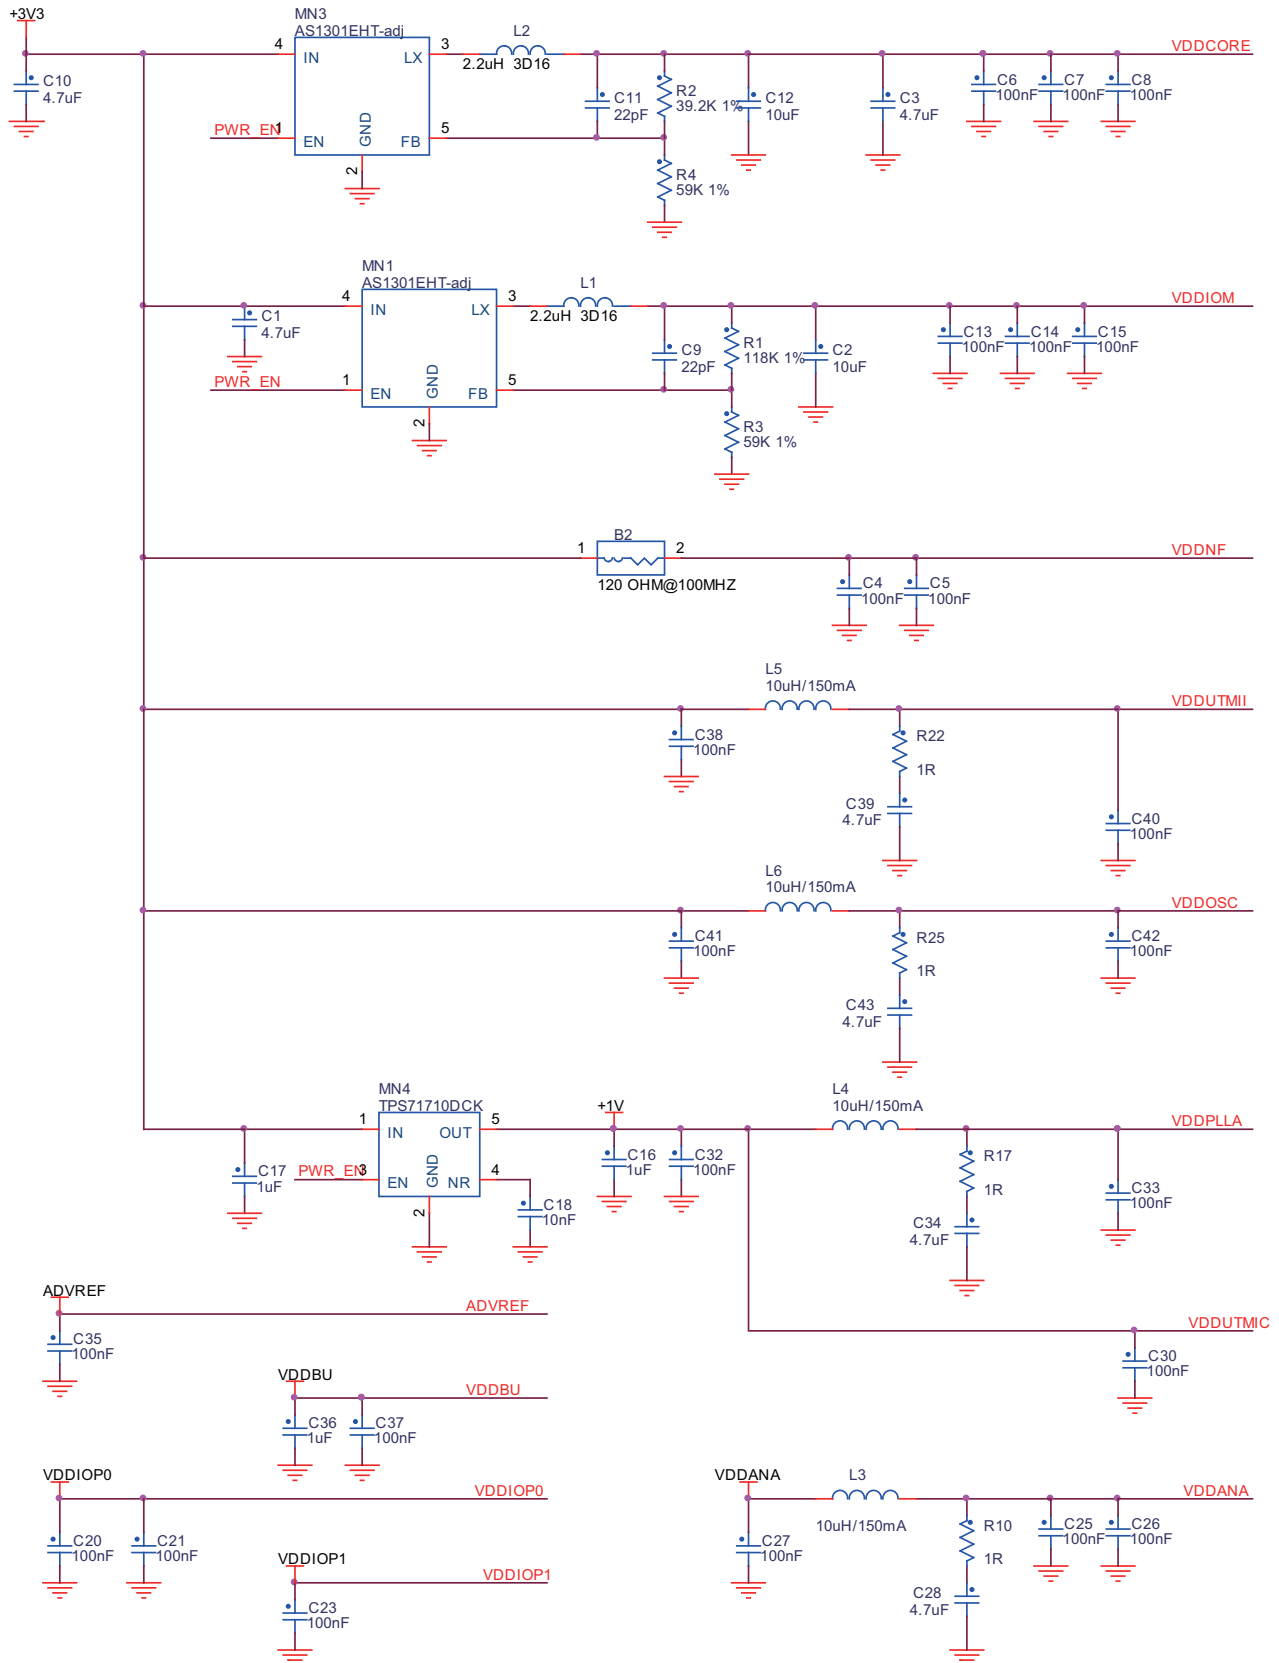 +3V3
MN3
AS1301EHT-adj
L2
4
IN
LX
3
2.2uH 3D16
VDDCORE
C10
4.7uF
C11
22pF
R2
39.2K 1%
C12
10uF
C3
4.7uF
C6
100nF
C7
100nF
C8
100nF
PWR_EN
1
EN
GND
FB
5
2
R4
59K 1%
MN1
AS1301EHT-adj
L1
4
IN
LX
3
2.2uH 3D16
VDDIOM
C1
4.7uF
C9
22pF
R1
118K 1%
C2
10uF
C13
100nF
C14
100nF
C15
100nF
PWR_EN
1
EN
GND
FB
5
2
R3
59K 1%
B2
1
2
120 OHM@100MHZ
VDDNF
C4
100nF
C5
100nF
L5
10uH/150mA
VDDUTMII
C38
100nF
R22
1R
C39
4.7uF
C40
100nF
L6
10uH/150mA
VDDOSC
C41
100nF
R25
1R
C43
4.7uF
C42
100nF
MN4
TPS71710DCK
1
IN
OUT
5
+1V
L4
10uH/150mA
VDDPLLA
C17
1uF
PWR_EN
3
EN
GND
NR
4
2
C18
10nF
C16
1uF
C32
100nF
R17
1R
C34
4.7uF
C33
100nF
ADVREF
ADVREF
C35
100nF
VDDUTMIC
C30
100nF
VDDBU
VDDBU
C36
1uF
C37
100nF
VDDIOP0
VDDIOP0
C20
100nF
C21
100nF
VDDIOP1
VDDIOP1
C23
100nF
VDDANA
L3
10uH/150mA
VDDANA
C27
100nF
R10
1R
C28
4.7uF
C25
100nF
C26
100nF